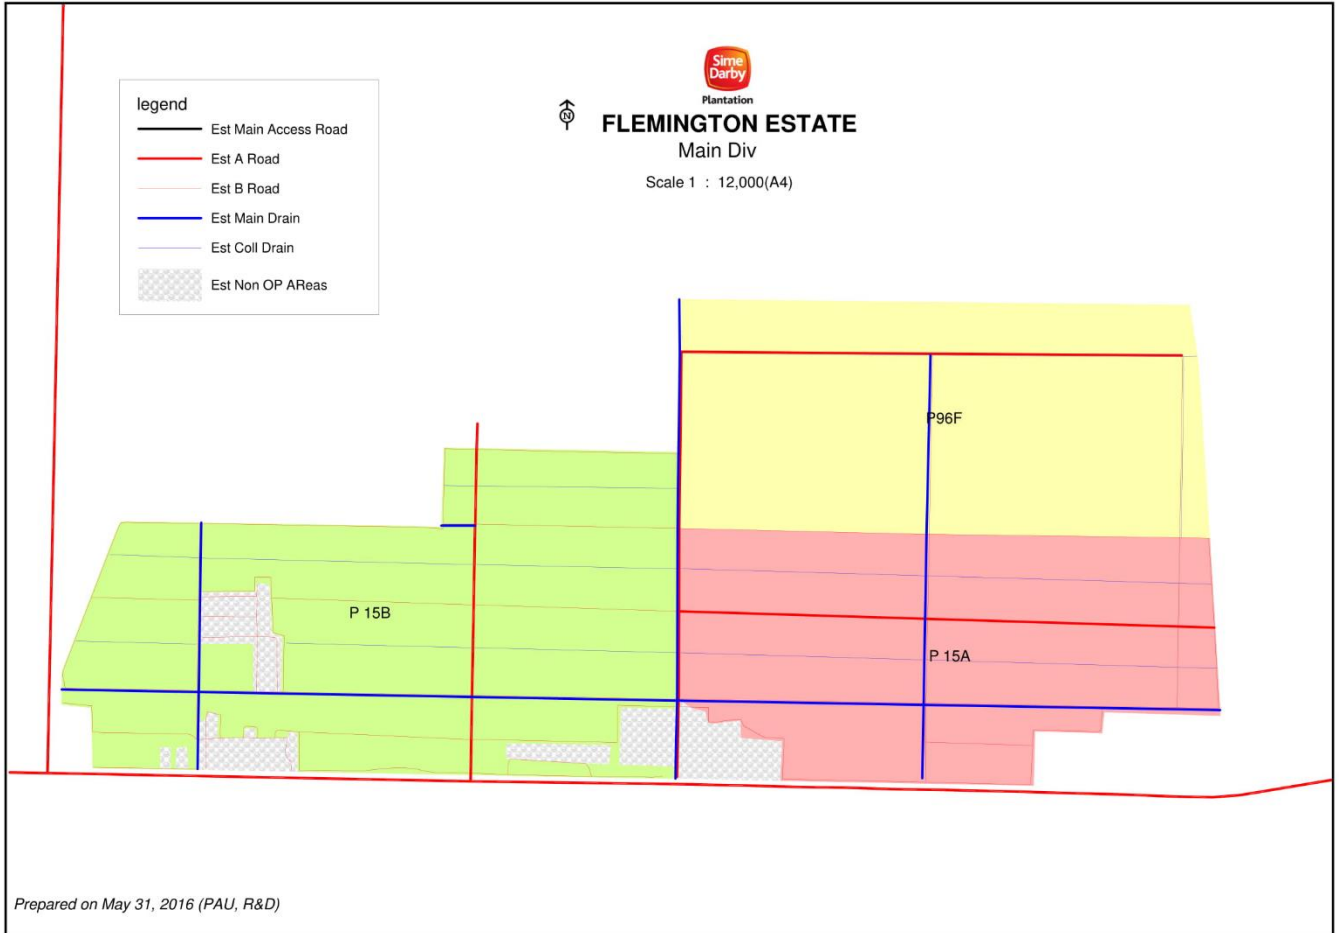 Sime
Darby
Plantation
N
FLEMINGTON ESTATE
Main Div
Scale 1 : 12,000(A4)
legend
Est Main Access Road
Est A Road
Est B Road
Est Main Drain
Est Coll Drain
Est Non OP AReas
P96F
P 15B
P 15A
Prepared on May 31, 2016 (PAU, R&D)